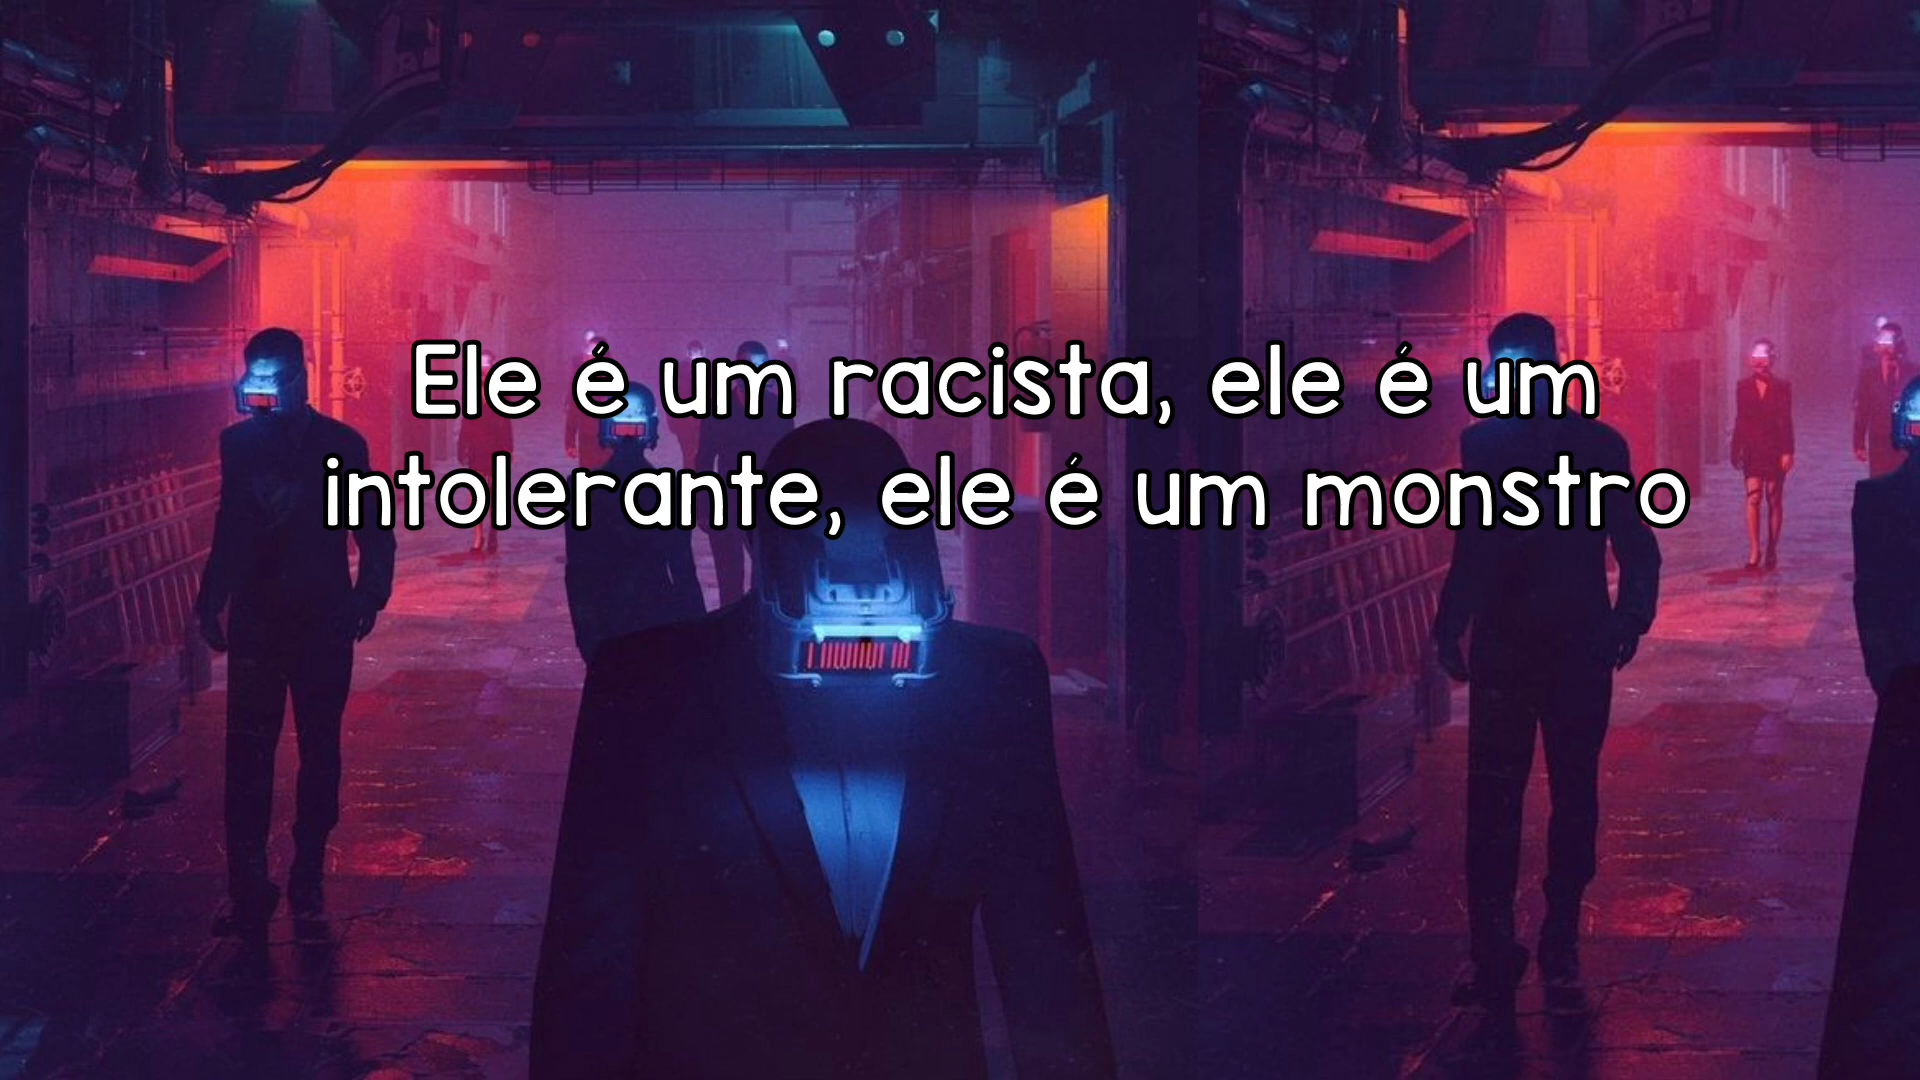 Ele é um racista, ele é um
intolerante, ele é um monstro